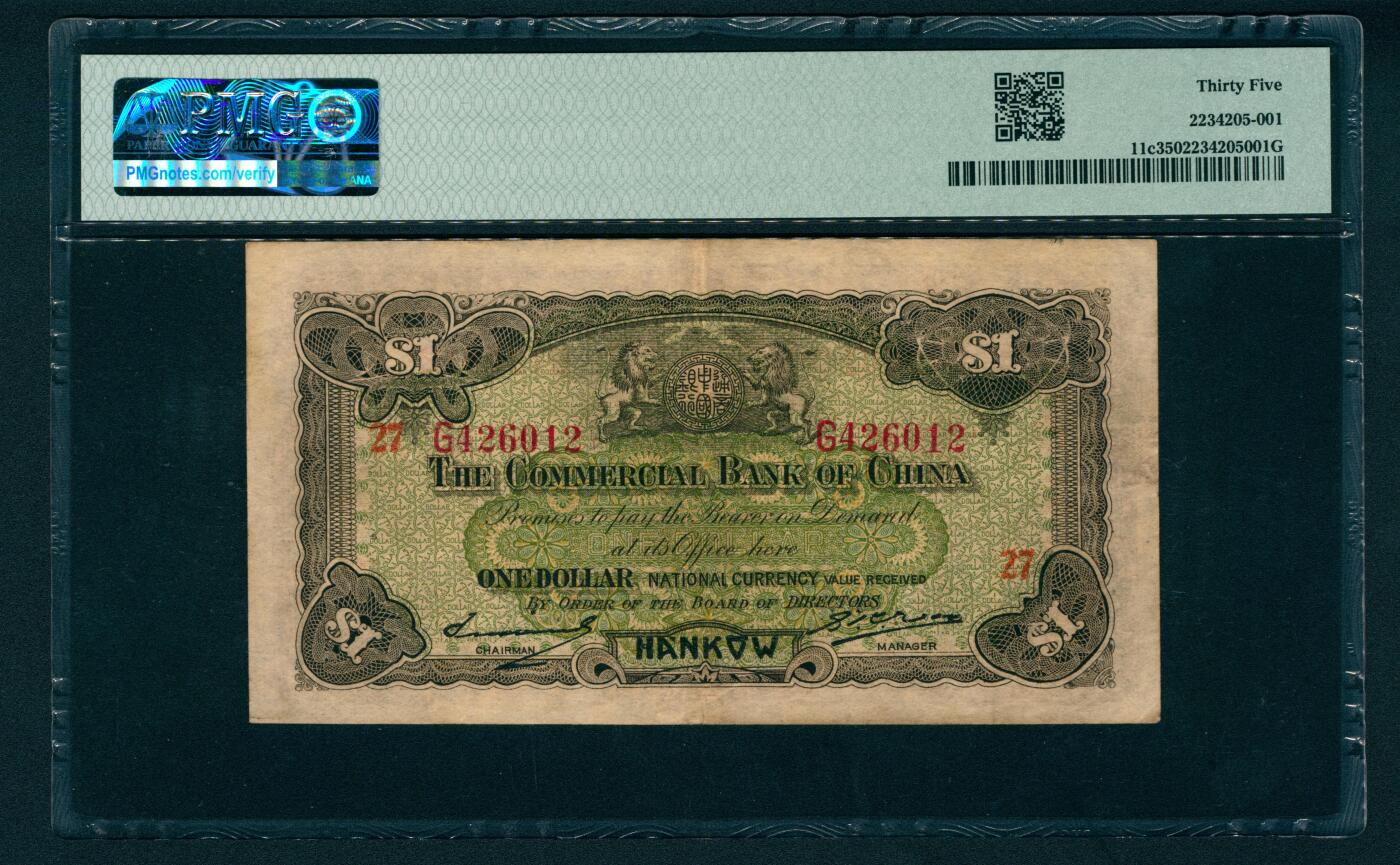 PMG
PMGnotes.com/verify
ANA
Thirty Five
2234205-001
11c3502234205001G
$1
$1
27 G426012 G426012
THE COMMERCIAL BANK OF CHINA
Promises to pay the Bearer on Demand
at its Office here
ONE DOLLAR NATIONAL CURRENCY VALUE RECEIVED
BY ORDER OF THE BOARD OF DIRECTORS
27
$1
CHAIRMAN
HANKOW
MANAGER
$1